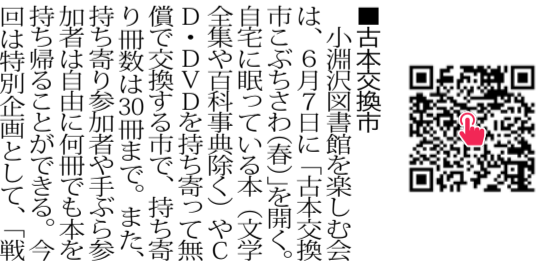 ■古本交換市
　小淵沢図書館を楽しむ会
は、６月７日に「古本交換
市こぶちさわ（春）」を開く。
自宅に眠っている本（文学
全集や百科事典除く）やＣ
Ｄ・ＤＶＤを持ち寄って無
償で交換する市で、持ち寄
り冊数は30冊まで。また、
持ち寄り参加者や手ぶら参
加者は自由に何冊でも本を
持ち帰ることができる。今
回は特別企画として、「戦